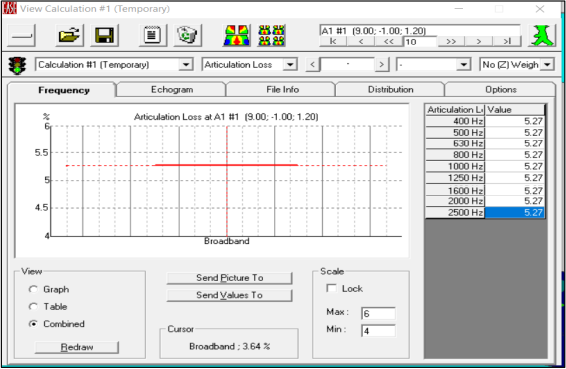 View Calculation #1 (Temporary)
A1 #1 (9.00; -1.00; 1.20)
10
Calculation #1 (Temporary)
Articulation Loss
No (Z) Weigh
Frequency
Echogram
File Info
Distribution
Options
%
Articulation Loss at A1 #1 (9.00; -1.00; 1.20)
6
5.5
5
4.5
4
Broadband
Articulation L Value
400 Hz 5.27
500 Hz 5.27
630 Hz 5.27
800 Hz 5.27
1000 Hz 5.27
1250 Hz 5.27
1600 Hz 5.27
2000 Hz 5.27
2500 Hz 5.27
View
Graph
Table
Combined
Redraw
Send Picture To
Send Values To
Cursor
Broadband ; 3.64 %
Scale
Lock
Max : 6
Min : 4